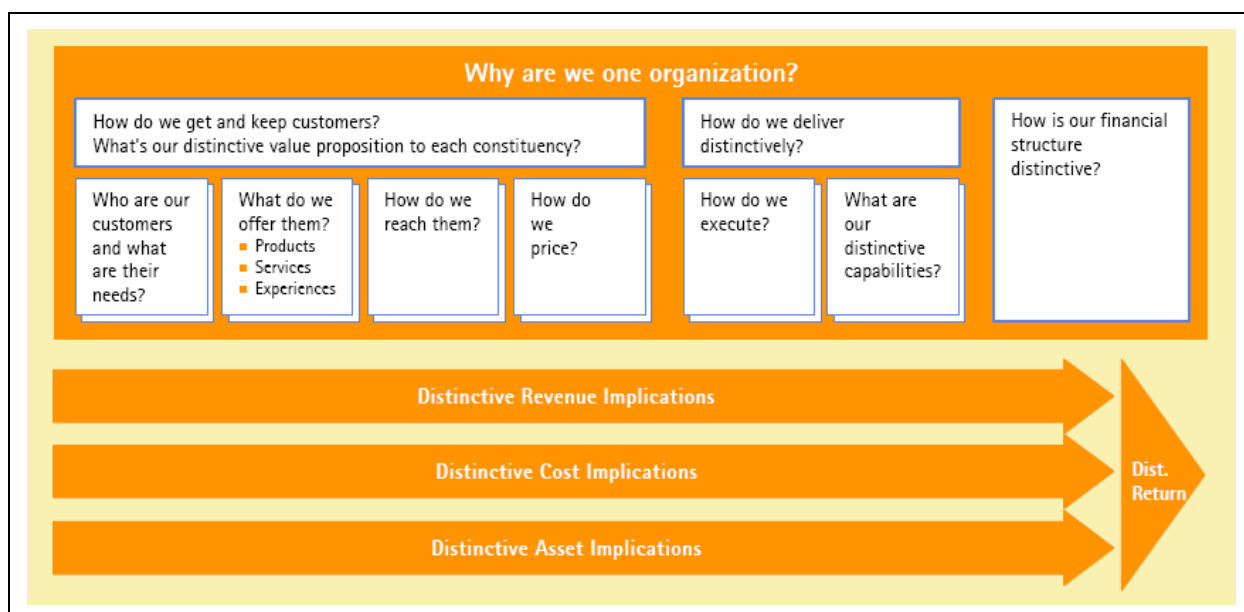 Why are we one organization?
How do we get and keep customers?
What's our distinctive value proposition to each constituency?
Who are our
customers
and what
are their
needs?
What do we
offer them?
Products
Services
Experiences
How do we
reach them?
How do
we
price?
How do we deliver
distinctively?
How do we
execute?
What are
our
distinctive
capabilities?
How is our financial
structure
distinctive?
Distinctive Revenue Implications
Distinctive Cost Implications
Distinctive Asset Implications
Dist.
Return